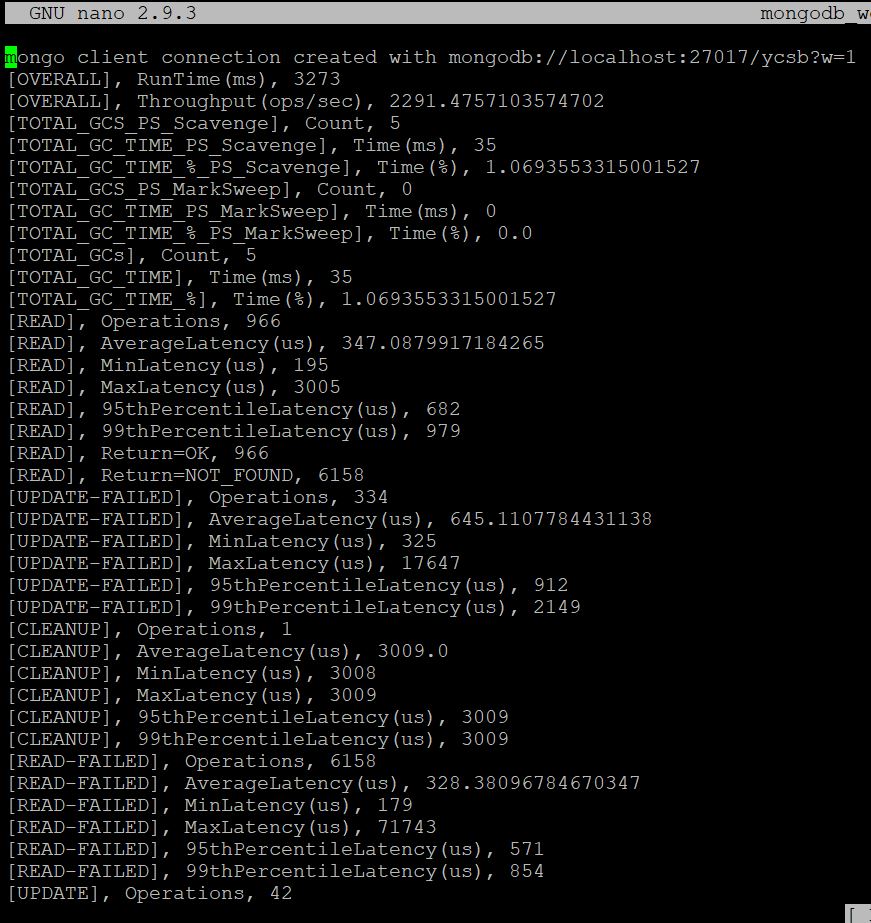 GNU nano 2.9.3 mongodb_w
mongo client connection created with mongodb://localhost:27017/ycsb?w=1
[OVERALL], RunTime(ms), 3273
[OVERALL], Throughput(ops/sec), 2291.4757103574702
[TOTAL_GCS_PS_Scavenge], Count, 5
[TOTAL_GC_TIME_PS_Scavenge], Time(ms), 35
[TOTAL_GC_TIME_%_PS_Scavenge], Time(%), 1.0693553315001527
[TOTAL_GCS_PS_MarkSweep], Count, 0
[TOTAL_GC_TIME_PS_MarkSweep], Time(ms), 0
[TOTAL_GC_TIME_%_PS_MarkSweep], Time(%), 0.0
[TOTAL_GCs], Count, 5
[TOTAL_GC_TIME], Time(ms), 35
[TOTAL_GC_TIME_%], Time(%), 1.0693553315001527
[READ], Operations, 966
[READ], AverageLatency(us), 347.0879917184265
[READ], MinLatency(us), 195
[READ], MaxLatency(us), 3005
[READ], 95thPercentileLatency(us), 682
[READ], 99thPercentileLatency(us), 979
[READ], Return=OK, 966
[READ], Return=NOT_FOUND, 6158
[UPDATE-FAILED], Operations, 334
[UPDATE-FAILED], AverageLatency(us), 645.1107784431138
[UPDATE-FAILED], MinLatency(us), 325
[UPDATE-FAILED], MaxLatency(us), 17647
[UPDATE-FAILED], 95thPercentileLatency(us), 912
[UPDATE-FAILED], 99thPercentileLatency(us), 2149
[CLEANUP], Operations, 1
[CLEANUP], AverageLatency(us), 3009.0
[CLEANUP], MinLatency(us), 3008
[CLEANUP], MaxLatency(us), 3009
[CLEANUP], 95thPercentileLatency(us), 3009
[CLEANUP], 99thPercentileLatency(us), 3009
[READ-FAILED], Operations, 6158
[READ-FAILED], AverageLatency(us), 328.38096784670347
[READ-FAILED], MinLatency(us), 179
[READ-FAILED], MaxLatency(us), 71743
[READ-FAILED], 95thPercentileLatency(us), 571
[READ-FAILED], 99thPercentileLatency(us), 854
[UPDATE], Operations, 42
[